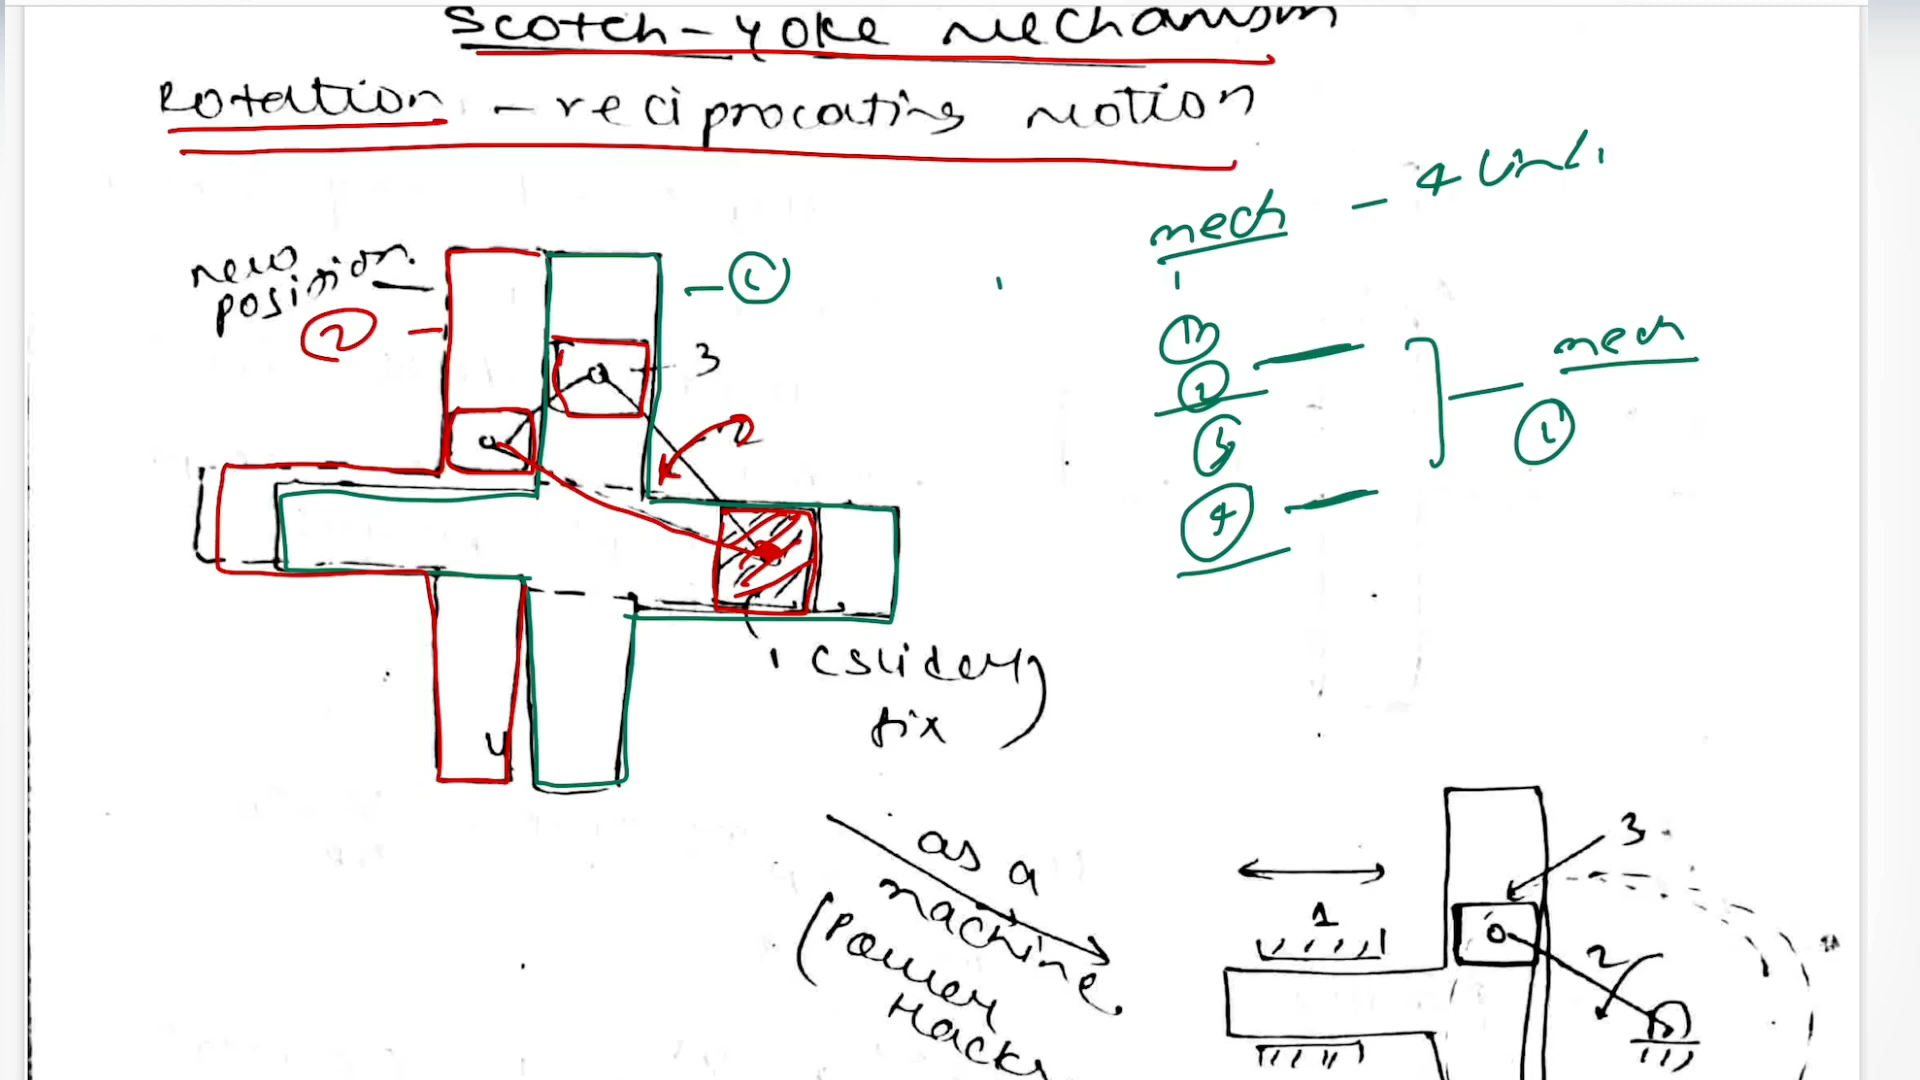 Scotch-yoke mechanism
Rotation - reciprocating motion
mech - 4 link
new
position.
1
2
3
2
mech
1
2
3
4
1
1 (slider)
fix
4
as a
machine
(Power
Hack
3
1
2